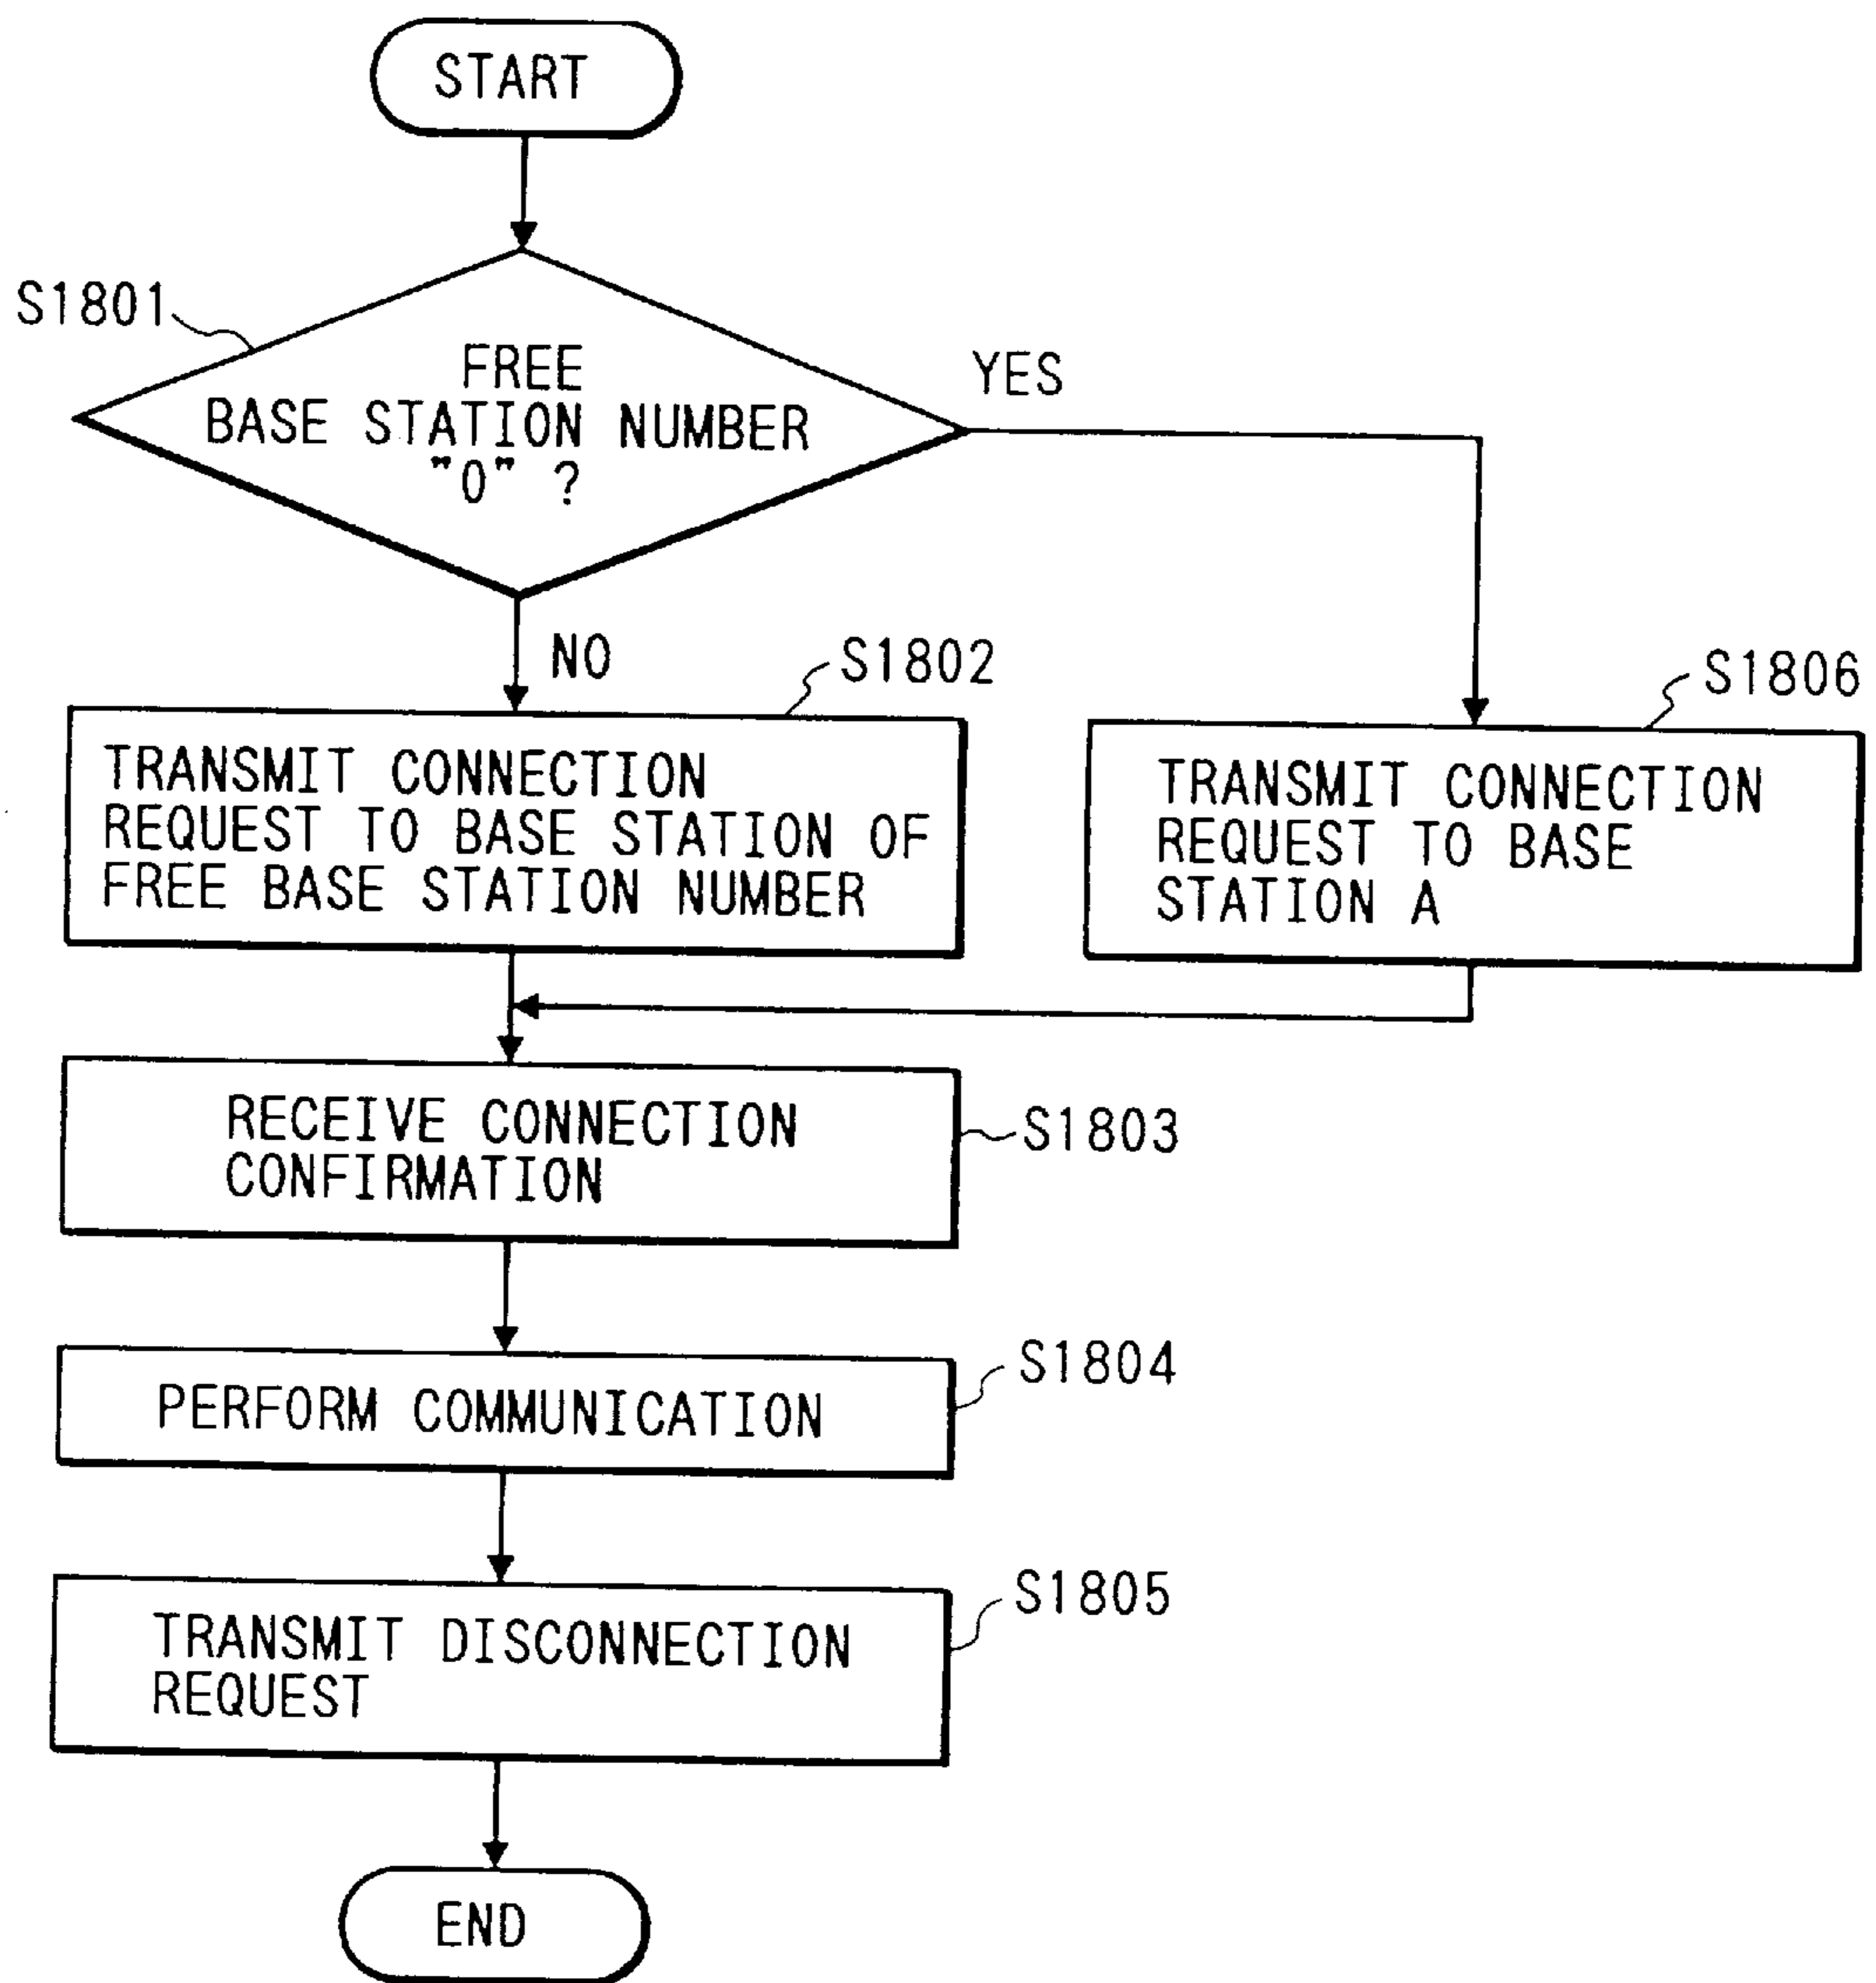 START
S1801
FREE
BASE STATION NUMBER
"0" ?
YES
NO
S1802
S1806
TRANSMIT CONNECTION
REQUEST TO BASE STATION OF
FREE BASE STATION NUMBER
TRANSMIT CONNECTION
REQUEST TO BASE
STATION A
RECEIVE CONNECTION
CONFIRMATION
S1803
PERFORM COMMUNICATION
S1804
TRANSMIT DISCONNECTION
REQUEST
S1805
END